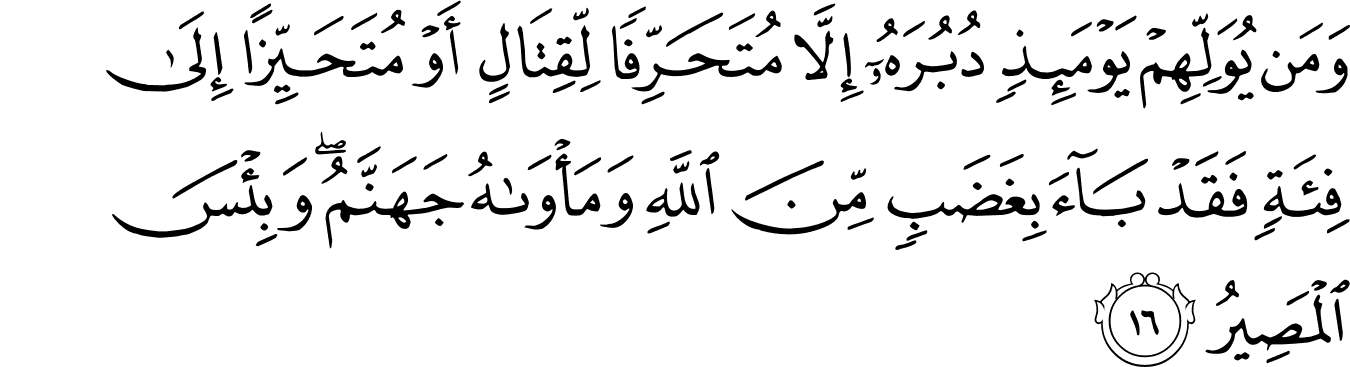 وَمَن يُوَلِّهِمْ يَوْمَئِذٍ دُبُرَهُۥٓ إِلَّا مُتَحَرِّفًا لِّقِتَالٍ أَوْ مُتَحَيِّزًا إِلَىٰ
فِئَةٍ فَقَدْ بَآءَ بِغَضَبٍ مِّنَ ٱللَّهِ وَمَأْوَىٰهُ جَهَنَّمُ ۖ وَبِئْسَ
ٱلْمَصِيرُ ١٦